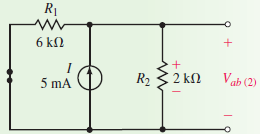 R₁
6 kΩ
+
I
5 mA
R₂
+
2 kΩ
−
Vab (2)
−